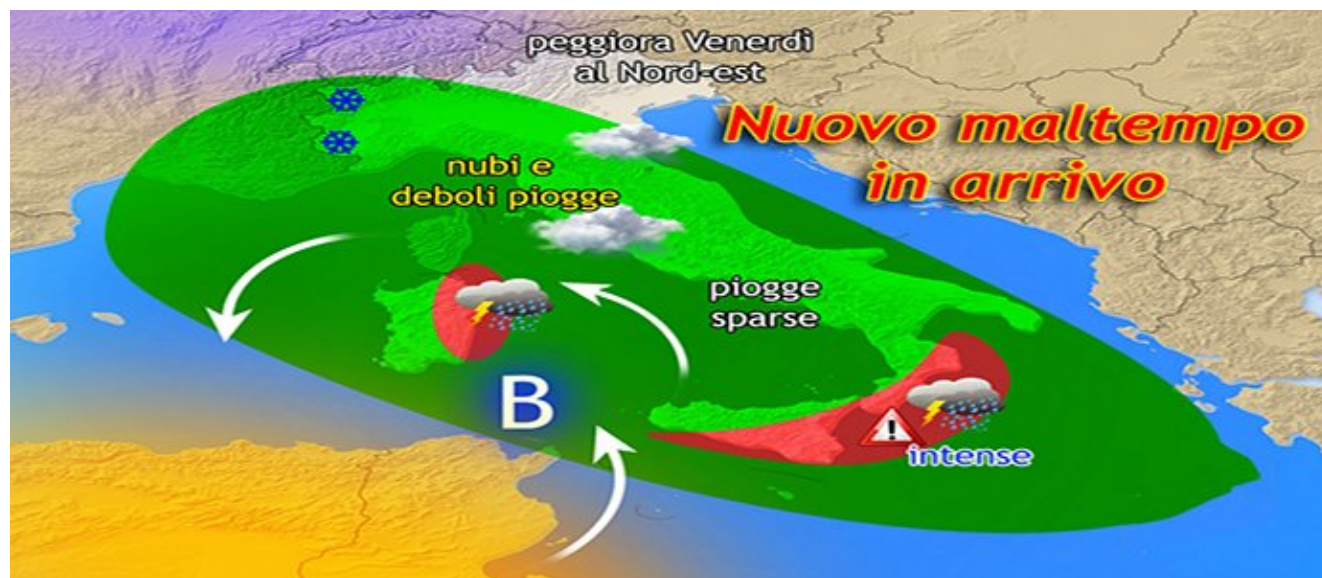 peggiora Venerdì
al Nord-est
Nuovo maltempo
in arrivo
nubi e
deboli piogge
piogge
sparse
B
!
intense